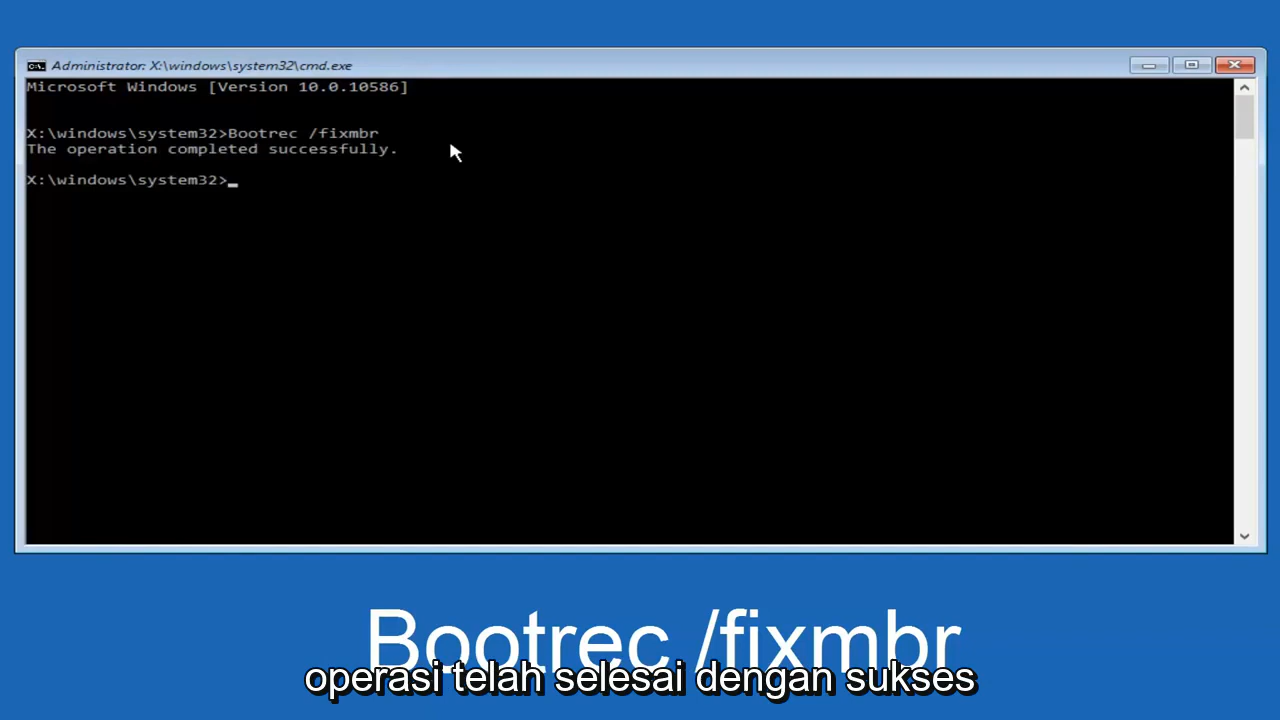 Administrator: X:\windows\system32\cmd.exe
Microsoft Windows [Version 10.0.10586]
X:\windows\system32>Bootrec /fixmbr
The operation completed successfully.
X:\windows\system32>_
Bootrec /fixmbr
operasi telah selesai dengan sukses